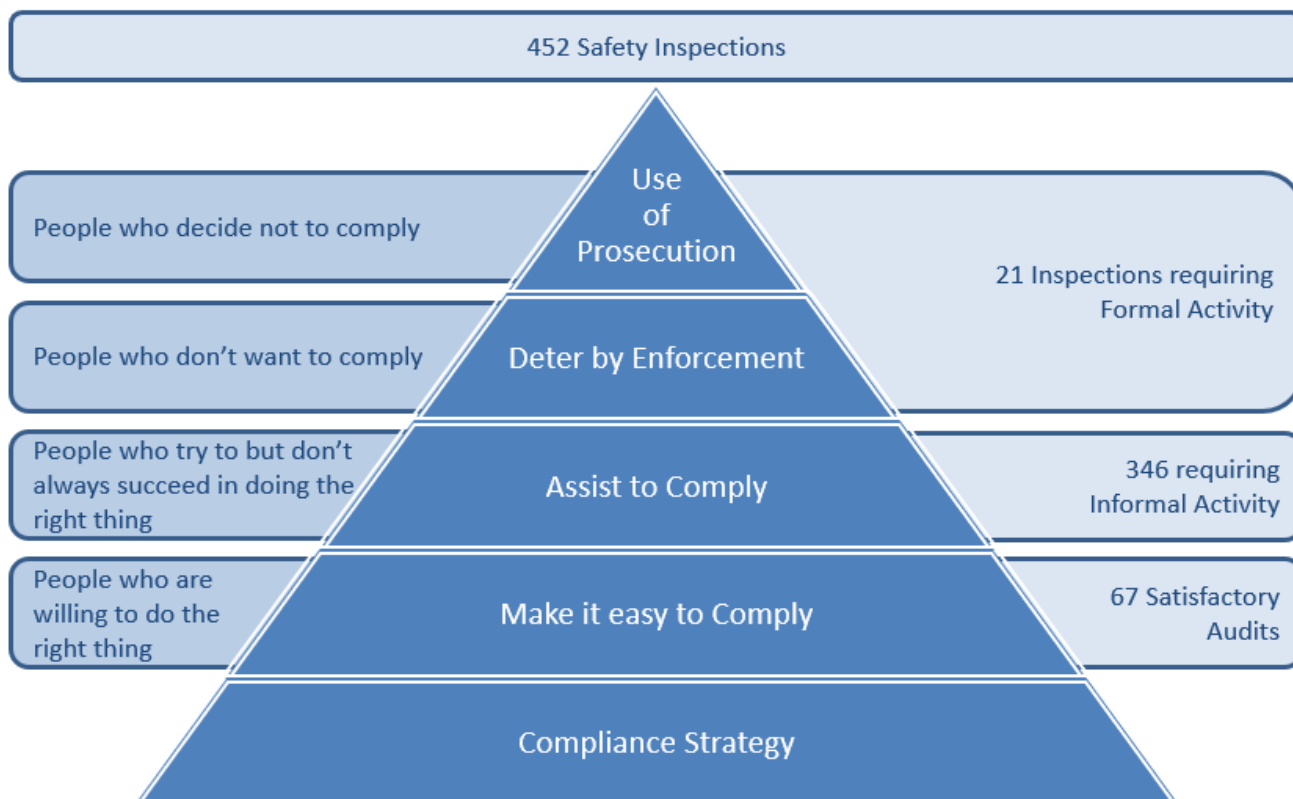 452 Safety Inspections
Use
of
Prosecution
People who decide not to comply
21 Inspections requiring
Formal Activity
People who don’t want to comply
Deter by Enforcement
People who try to but don’t
always succeed in doing the
right thing
Assist to Comply
346 requiring
Informal Activity
People who are
willing to do the
right thing
Make it easy to Comply
67 Satisfactory
Audits
Compliance Strategy